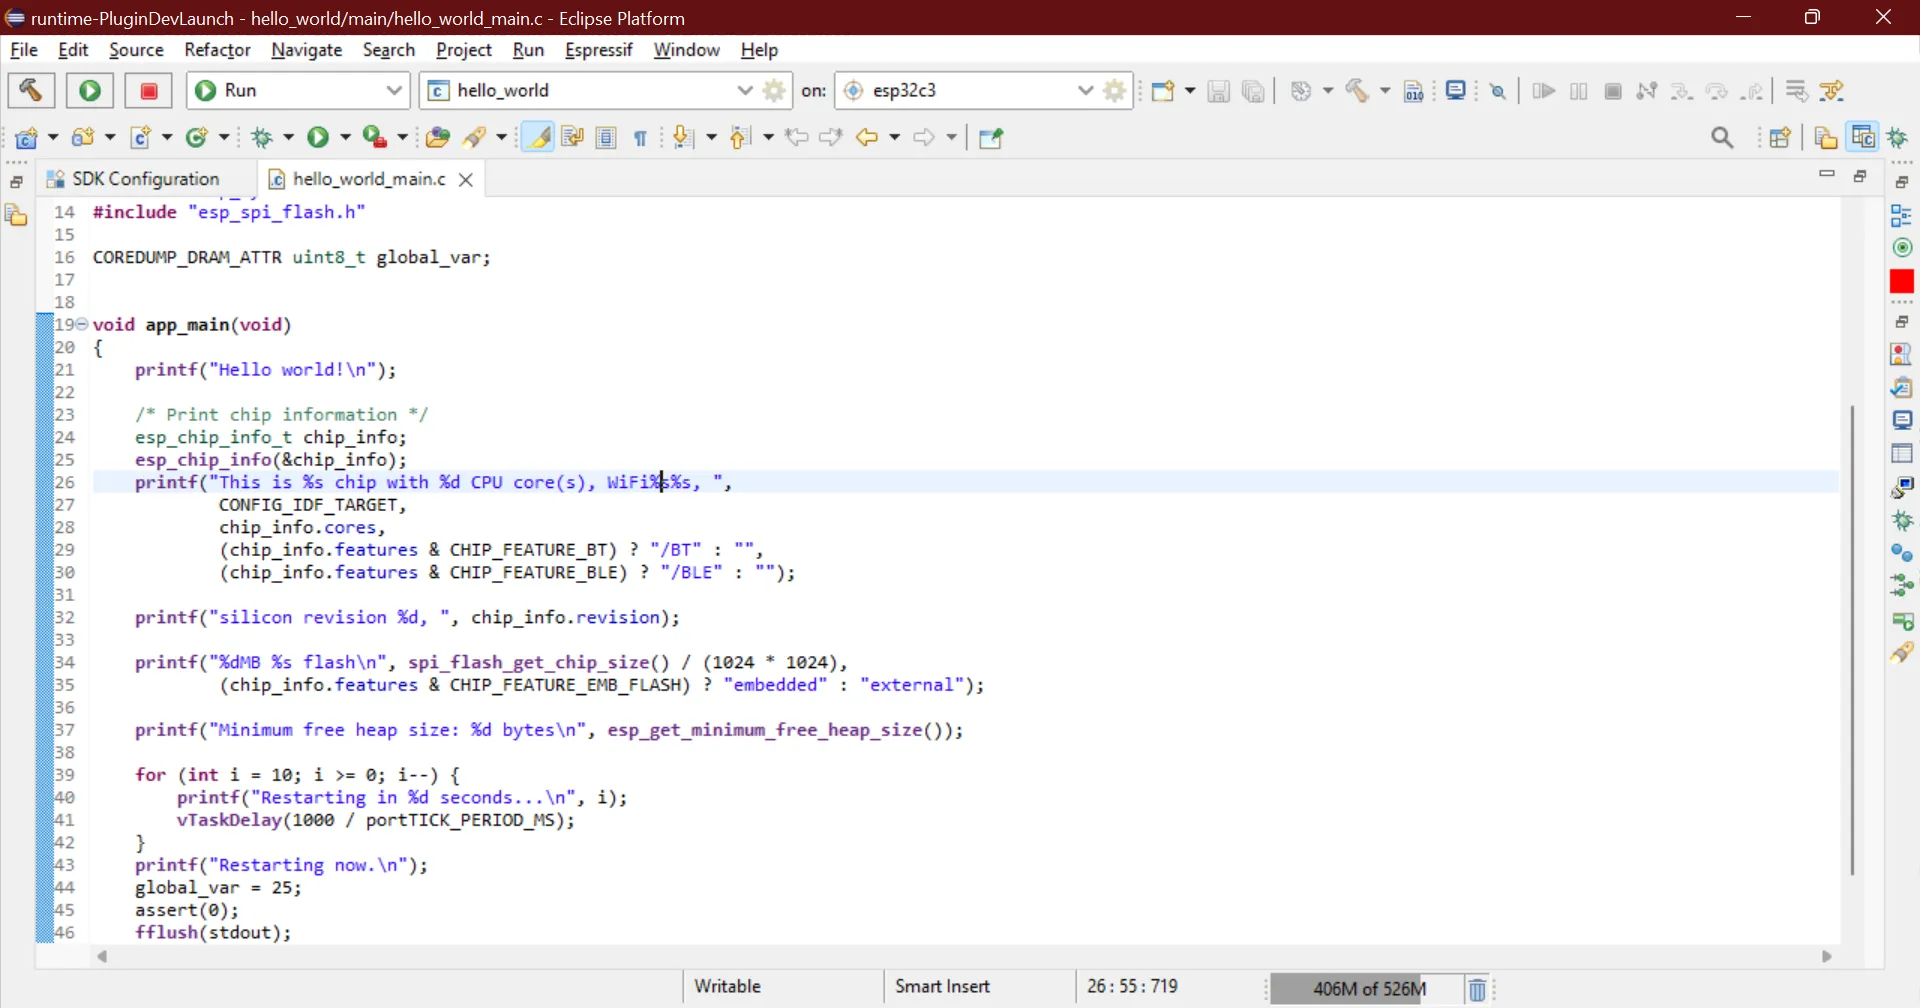 runtime-PluginDevLaunch - hello_world/main/hello_world_main.c - Eclipse Platform
File Edit Source Refactor Navigate Search Project Run Espressif Window Help
Run hello_world on: esp32c3
SDK Configuration hello_world_main.c
14 #include "esp_spi_flash.h"
15
16 COREDUMP_DRAM_ATTR uint8_t global_var;
17
18
19 void app_main(void)
20 {
21     printf("Hello world!\n");
22
23     /* Print chip information */
24     esp_chip_info_t chip_info;
25     esp_chip_info(&chip_info);
26     printf("This is %s chip with %d CPU core(s), WiFi%s%s, ",
27             CONFIG_IDF_TARGET,
28             chip_info.cores,
29             (chip_info.features & CHIP_FEATURE_BT) ? "/BT" : "",
30             (chip_info.features & CHIP_FEATURE_BLE) ? "/BLE" : "");
31
32     printf("silicon revision %d, ", chip_info.revision);
33
34     printf("%dMB %s flash\n", spi_flash_get_chip_size() / (1024 * 1024),
35             (chip_info.features & CHIP_FEATURE_EMB_FLASH) ? "embedded" : "external");
36
37     printf("Minimum free heap size: %d bytes\n", esp_get_minimum_free_heap_size());
38
39     for (int i = 10; i >= 0; i--) {
40         printf("Restarting in %d seconds...\n", i);
41         vTaskDelay(1000 / portTICK_PERIOD_MS);
42     }
43     printf("Restarting now.\n");
44     global_var = 25;
45     assert(0);
46     fflush(stdout);
Writable Smart Insert 26 : 55 : 719 406M of 526M